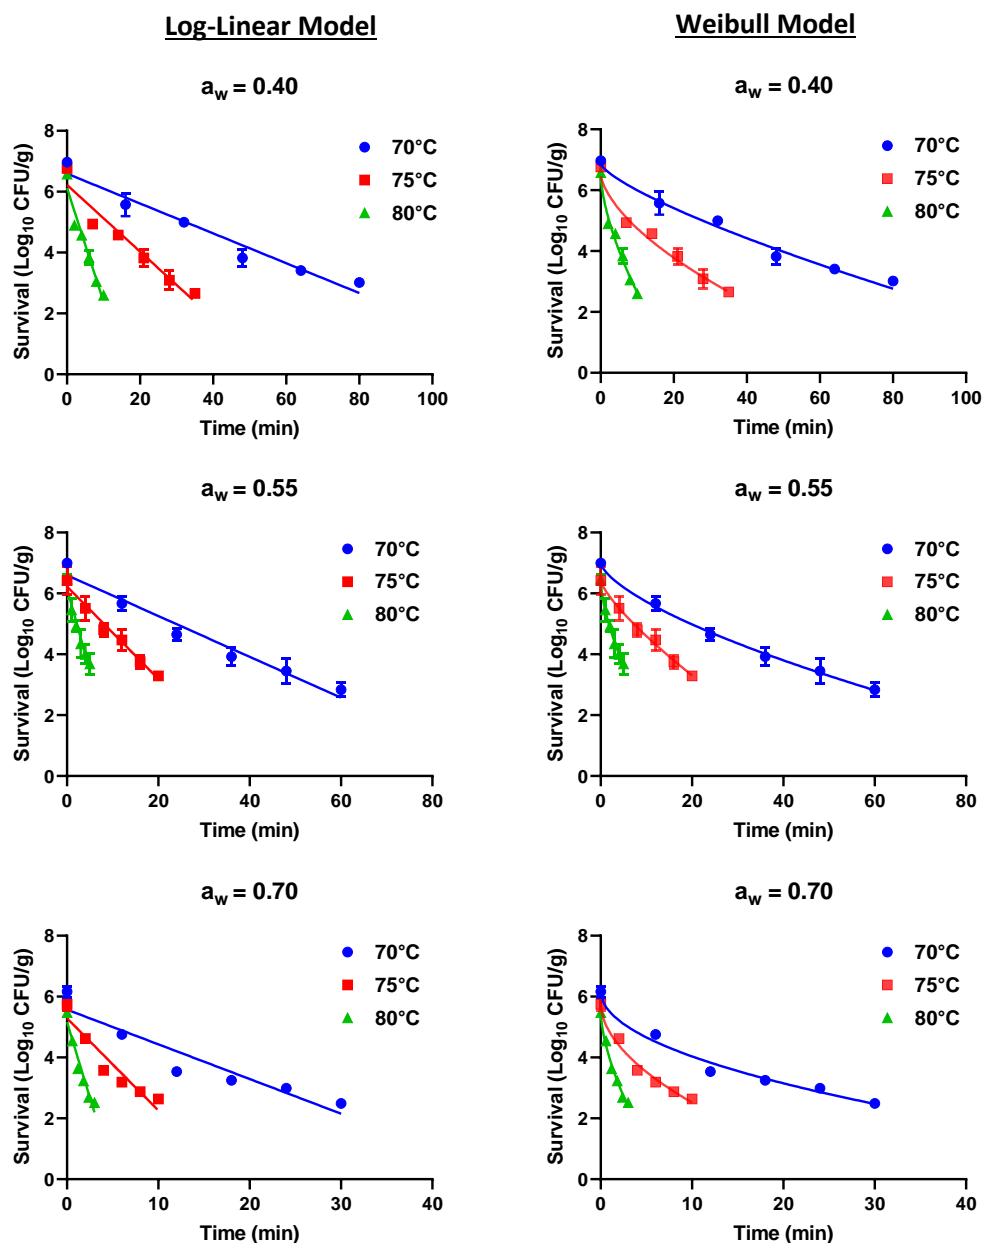 Log-Linear Model
Weibull Model
a_w = 0.40
8
6
4
2
0
0 20 40 60 80 100
Survival (Log₁₀ CFU/g)
Time (min)
70°C
75°C
80°C
a_w = 0.40
8
6
4
2
0
0 20 40 60 80 100
Survival (Log₁₀ CFU/g)
Time (min)
70°C
75°C
80°C
a_w = 0.55
8
6
4
2
0
0 20 40 60 80
Survival (Log₁₀ CFU/g)
Time (min)
70°C
75°C
80°C
a_w = 0.55
8
6
4
2
0
0 20 40 60 80
Survival (Log₁₀ CFU/g)
Time (min)
70°C
75°C
80°C
a_w = 0.70
8
6
4
2
0
0 10 20 30 40
Survival (Log₁₀ CFU/g)
Time (min)
70°C
75°C
80°C
a_w = 0.70
8
6
4
2
0
0 10 20 30 40
Survival (Log₁₀ CFU/g)
Time (min)
70°C
75°C
80°C